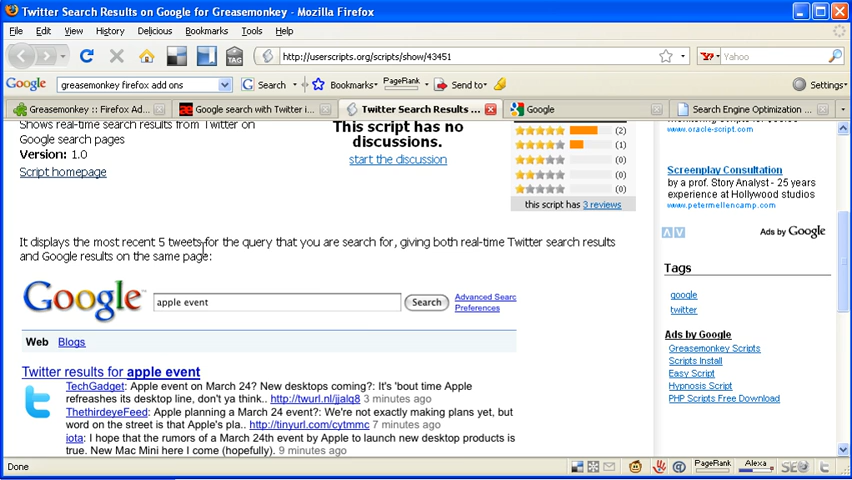 Twitter Search Results on Google for Greasemonkey - Mozilla Firefox
File Edit View History Delicious Bookmarks Tools Help
TAG http://userscripts.org/scripts/show/43451 Yahoo
Google greasemonkey firefox add ons Search Bookmarks PageRank Send to Settings
Greasemonkey :: Firefox Ad... Google search with Twitter i... Twitter Search Results ... Google Search Engine Optimization ...
Shows real-time search results from Twitter on
Google search pages
Version: 1.0
Script homepage
This script has no
discussions.
start the discussion
(2)
(1)
(0)
(0)
(0)
this script has 3 reviews
www.oracle-script.com
Screenplay Consultation
by a prof. Story Analyst - 25 years
experience at Hollywood studios
www.petermellencamp.com
Ads by Google
Tags
google
twitter
Ads by Google
Greasemonkey Scripts
Scripts Install
Easy Script
Hypnosis Script
PHP Scripts Free Download
It displays the most recent 5 tweets for the query that you are search for, giving both real-time Twitter search results
and Google results on the same page:
Google apple event Search Advanced Searc
Preferences
Web Blogs
Twitter results for apple event
TechGadget: Apple event on March 24? New desktops coming?: It's 'bout time Apple
refreashes its desktop line, don't ya think.. http://twurl.nl/jjalq8 3 minutes ago
ThethirdeyeFeed: Apple planning a March 24 event?: We're not exactly making plans yet, but
word on the street is that Apple's pla.. http://tinyurl.com/cytmmc 7 minutes ago
iota: I hope that the rumors of a March 24th event by Apple to launch new desktop products is
true. New Mac Mini here I come (hopefully). 9 minutes ago
Done PageRank Alexa